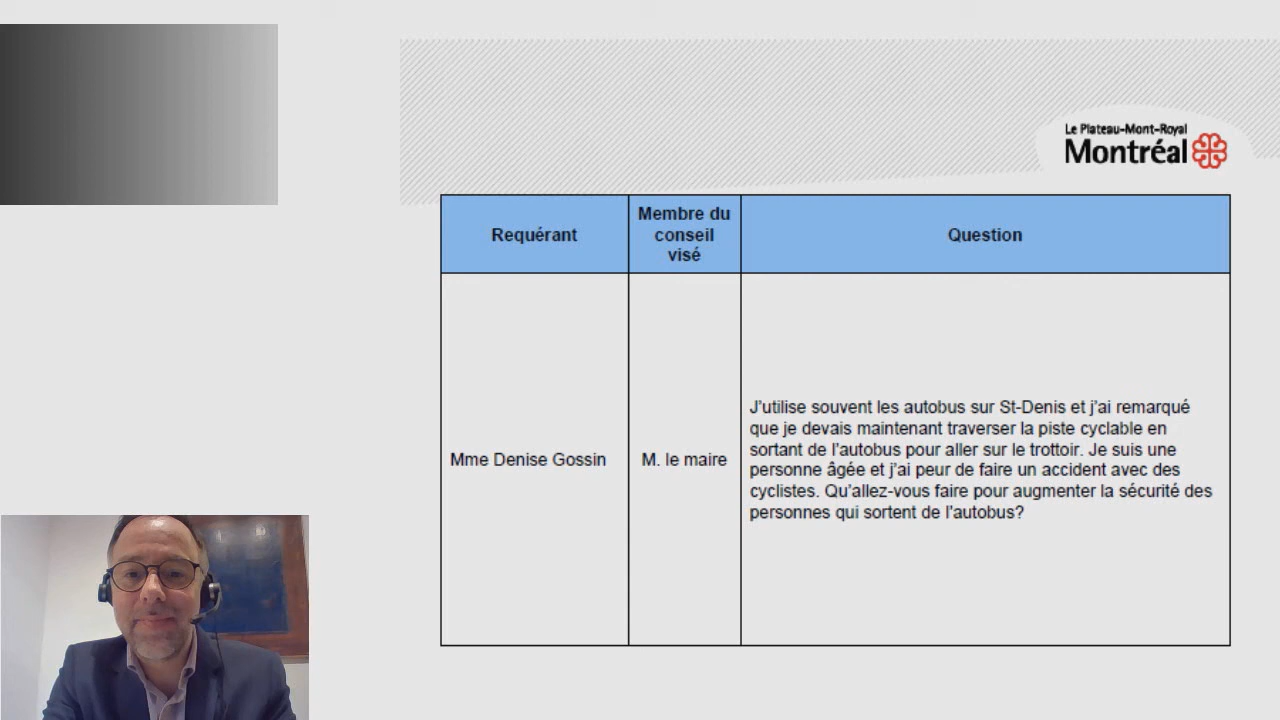 Le Plateau-Mont-Royal
Montréal
Requérant
Membre du
conseil
visé
Question
Mme Denise Gossin
M. le maire
J'utilise souvent les autobus sur St-Denis et j'ai remarqué
que je devais maintenant traverser la piste cyclable en
sortant de l'autobus pour aller sur le trottoir. Je suis une
personne âgée et j'ai peur de faire un accident avec des
cyclistes. Qu'allez-vous faire pour augmenter la sécurité des
personnes qui sortent de l'autobus?